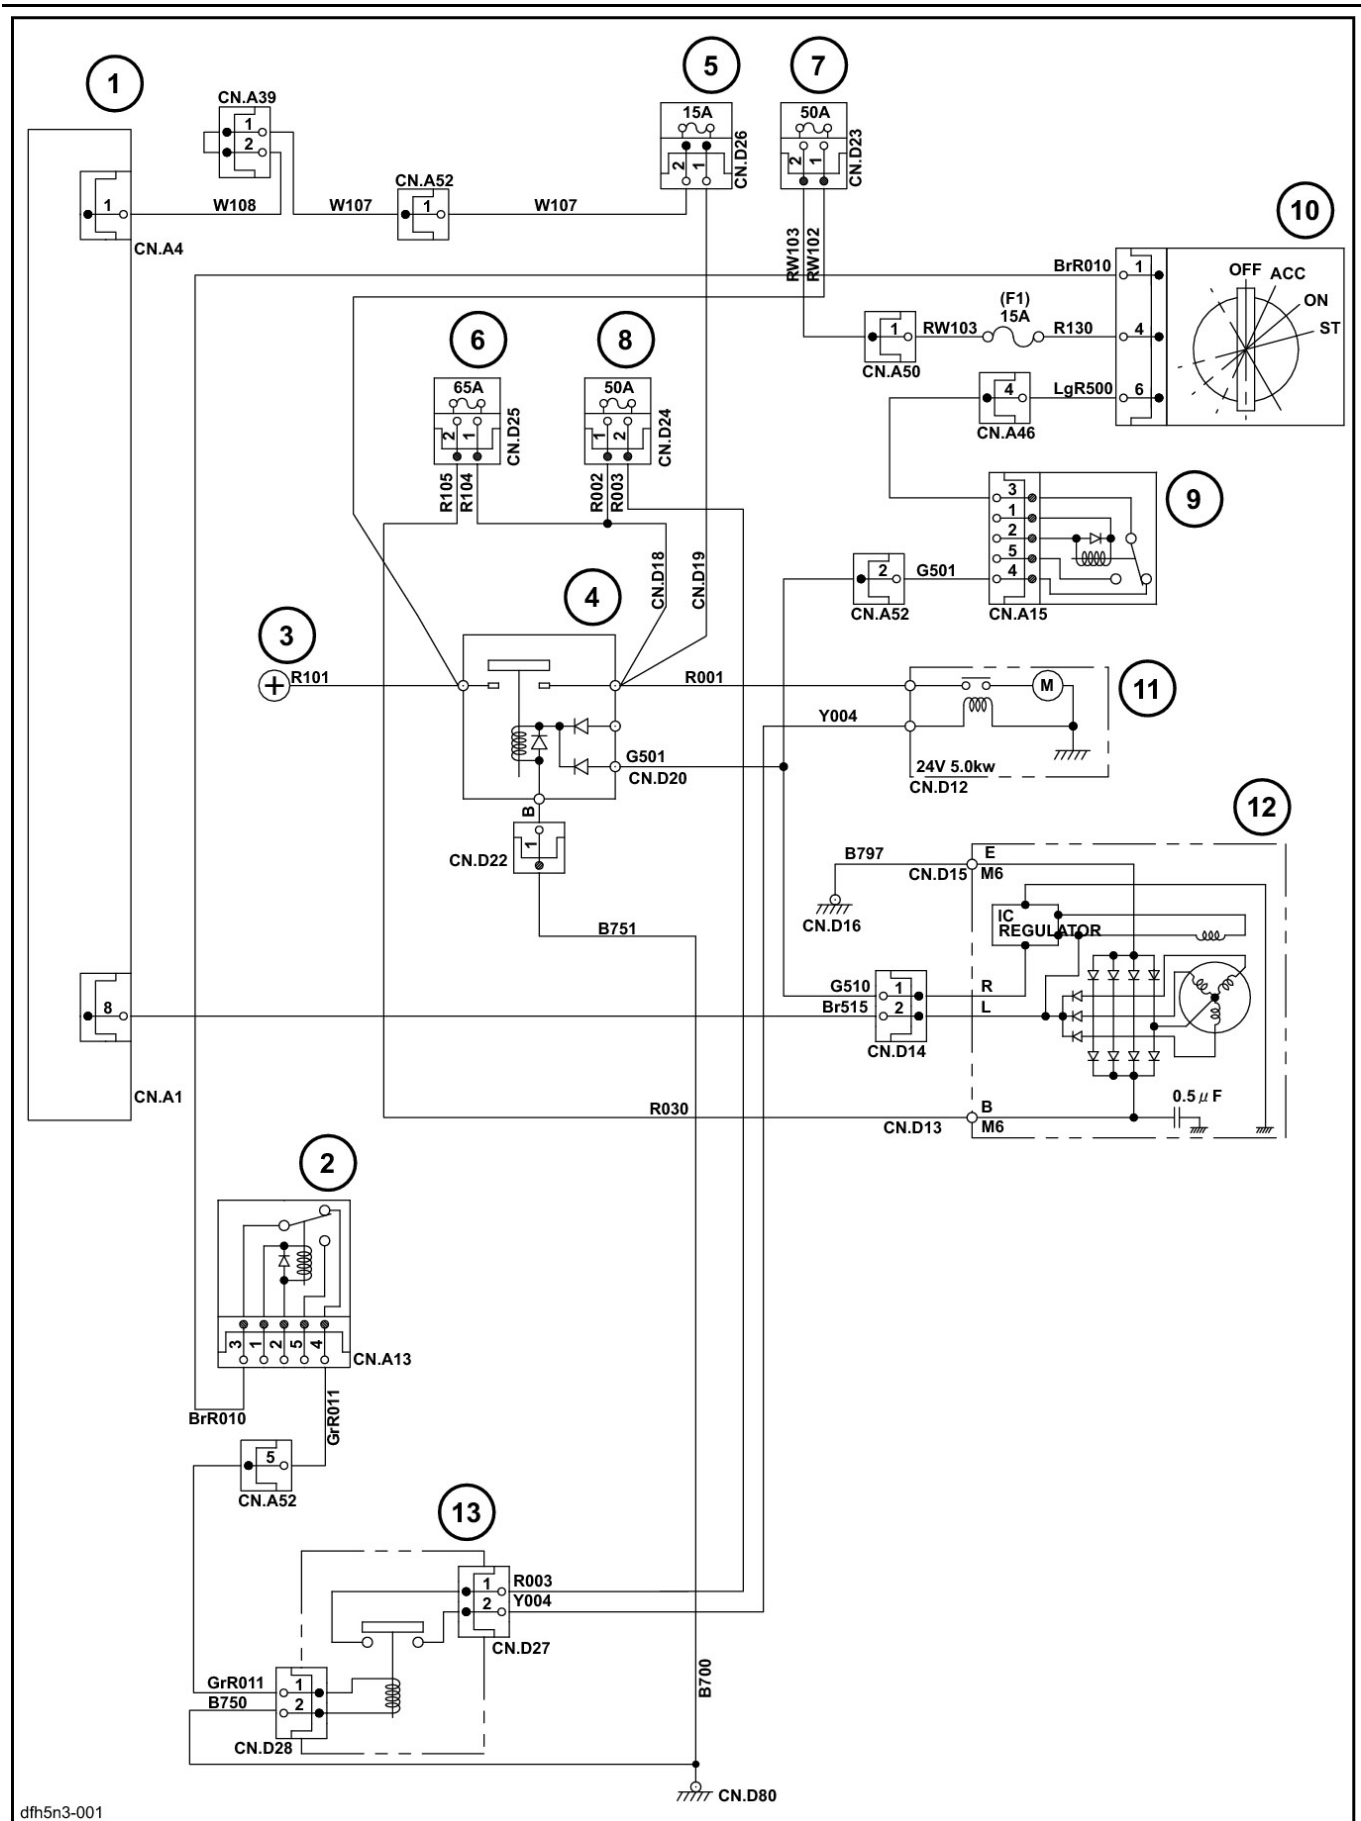 1
CN.A39
1
2
5
15A
2
1
CN.D26
7
50A
2
1
CN.D23
CN.A52
1
1
W108
W107
W107
CN.A4
10
RW103
RW102
BrR010
1
OFF
ACC
ON
ST
6
65A
2
1
CN.D25
8
50A
1
2
CN.D24
1
RW103
(F1)
15A
R130
4
CN.A50
4
LgR500
6
CN.A46
R105
R104
R002
R003
9
3
1
2
5
4
CN.A15
CN.D18
CN.D19
2
G501
CN.A52
4
3
R101
R001
11
M
Y004
G501
CN.D20
24V 5.0kw
CN.D12
B
1
CN.D22
12
B797
CN.D15
E
M6
CN.D16
IC
REGULATOR
B751
G510
1
R
Br515
2
L
CN.D14
8
CN.A1
0.5 μ F
R030
B
M6
CN.D13
2
3
1
2
5
4
CN.A13
BrR010
GrR011
5
CN.A52
13
1
R003
2
Y004
CN.D27
GrR011
1
B750
2
CN.D28
B700
CN.D80
dfh5n3-001